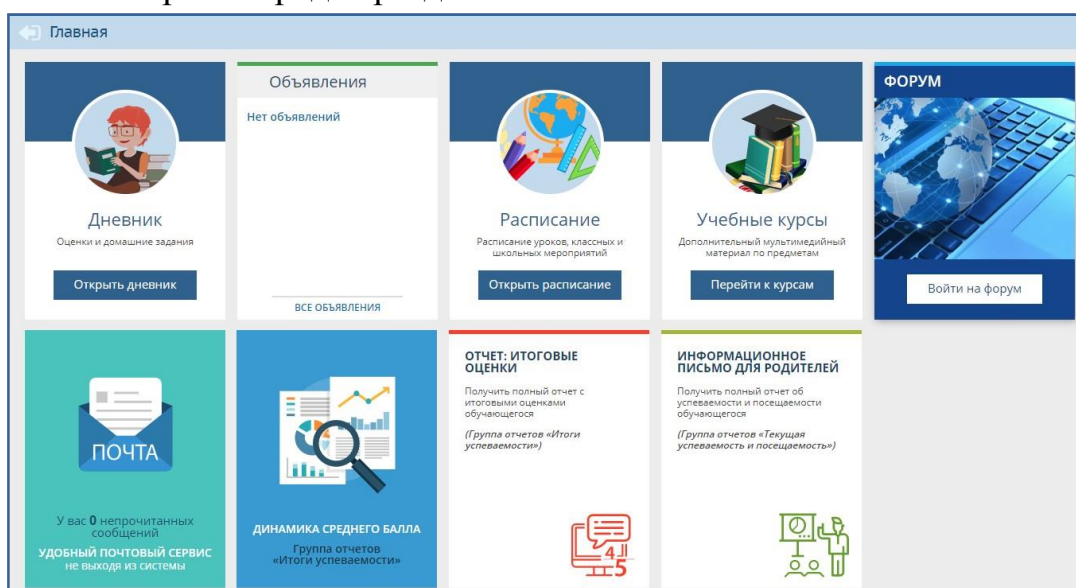 Главная
Дневник
Оценки и домашние задания
Открыть дневник
Объявления
Нет объявлений
ВСЕ ОБЪЯВЛЕНИЯ
Расписание
Расписание уроков, классных и
школьных мероприятий
Открыть расписание
Учебные курсы
Дополнительный мультимедийный
материал по предметам
Перейти к курсам
ФОРУМ
Войти на форум
ПОЧТА
У вас 0 непрочитанных
сообщений
УДОБНЫЙ ПОЧТОВЫЙ СЕРВИС
не выходя из системы
ДИНАМИКА СРЕДНЕГО БАЛЛА
Группа отчетов
«Итоги успеваемости»
ОТЧЕТ: ИТОГОВЫЕ
ОЦЕНКИ
Получить полный отчет с
итоговыми оценками
обучающегося
(Группа отчетов «Итоги
успеваемости»)
4
5
ИНФОРМАЦИОННОЕ
ПИСЬМО ДЛЯ РОДИТЕЛЕЙ
Получить полный отчет об
успеваемости и посещаемости
обучающегося
(Группа отчетов «Текущая
успеваемость и посещаемость»)